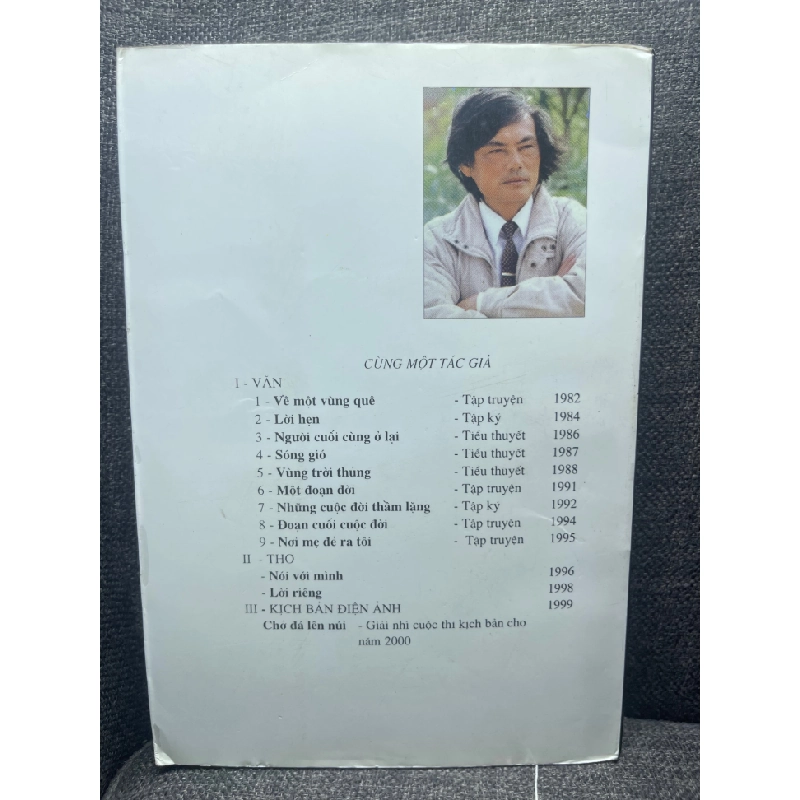 CÙNG MỘT TÁC GIẢ
I - VĂN
1 - Về một vùng quê - Tập truyện 1982
2 - Lời hẹn - Tập ký 1984
3 - Người cuối cùng ở lại - Tiểu thuyết 1986
4 - Sóng gió - Tiểu thuyết 1987
5 - Vùng trời thung - Tiểu thuyết 1988
6 - Một đoạn đời - Tập truyện 1991
7 - Những cuộc đời thầm lặng - Tập ký 1992
8 - Đoạn cuối cuộc đời - Tập truyện 1994
9 - Nơi mẹ đẻ ra tôi - Tập truyện 1995
II - THƠ
- Nói với mình 1996
- Lời riêng 1998
III - KỊCH BẢN ĐIỆN ẢNH 1999
Chợ đá lên núi - Giải nhì cuộc thi kịch bản cho
năm 2000